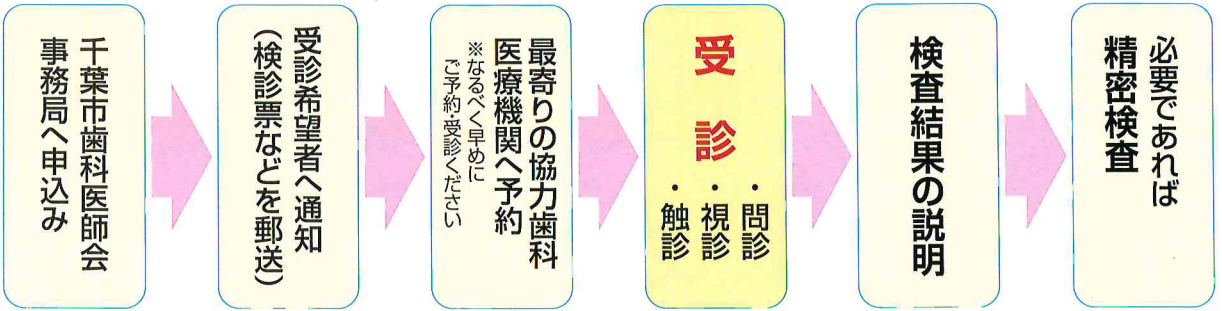 千葉市歯科医師会
事務局へ申込み
受診希望者へ通知
(検診票などを郵送)
最寄りの協力歯科
医療機関へ予約
※なるべく早めに
ご予約・受診ください
受診
・問診
・視診
・触診
検査結果の説明
必要であれば
精密検査